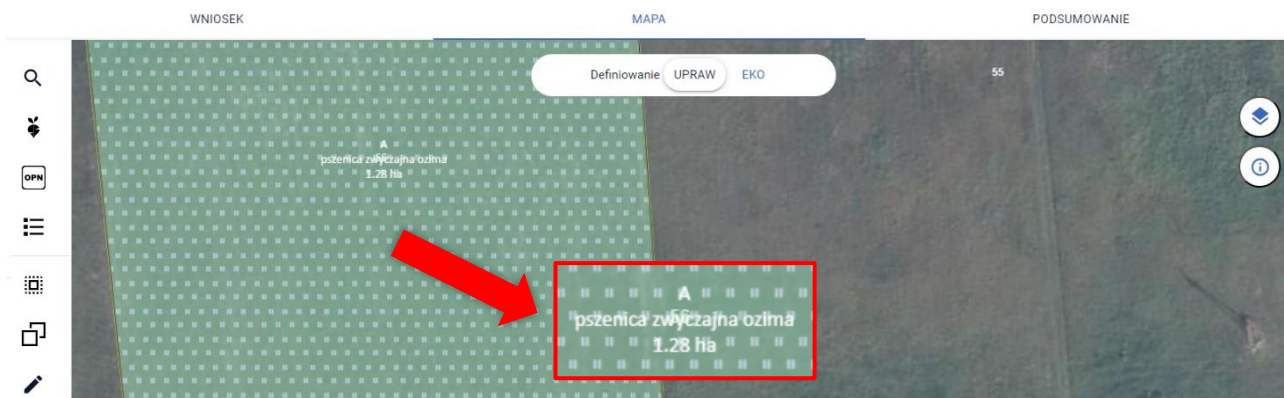 WNIOSEK MAPA PODSUMOWANIE
Definiowanie UPRAW EKO
55
A
pszenica zwyczajna ozima
1.28 ha
OPN
A
56
pszenica zwyczajna ozima
1.28 ha